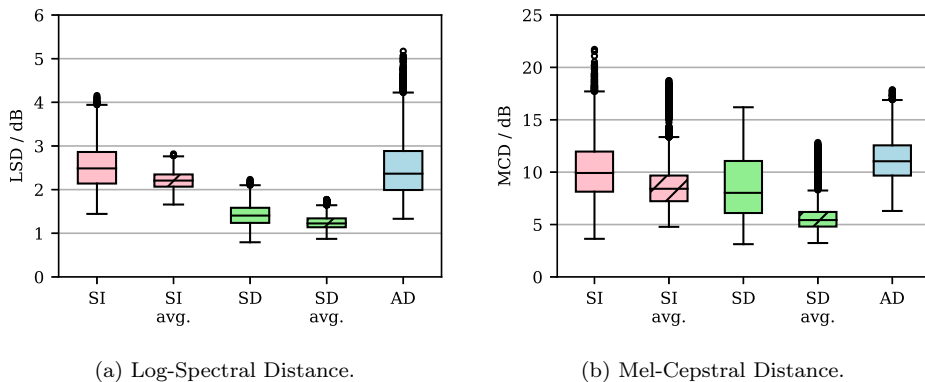 6
5
4
3
2
1
0
LSD / dB
SI
SI avg.
SD
SD avg.
AD
(a) Log-Spectral Distance.
25
20
15
10
5
0
MCD / dB
SI
SI avg.
SD
SD avg.
AD
(b) Mel-Cepstral Distance.